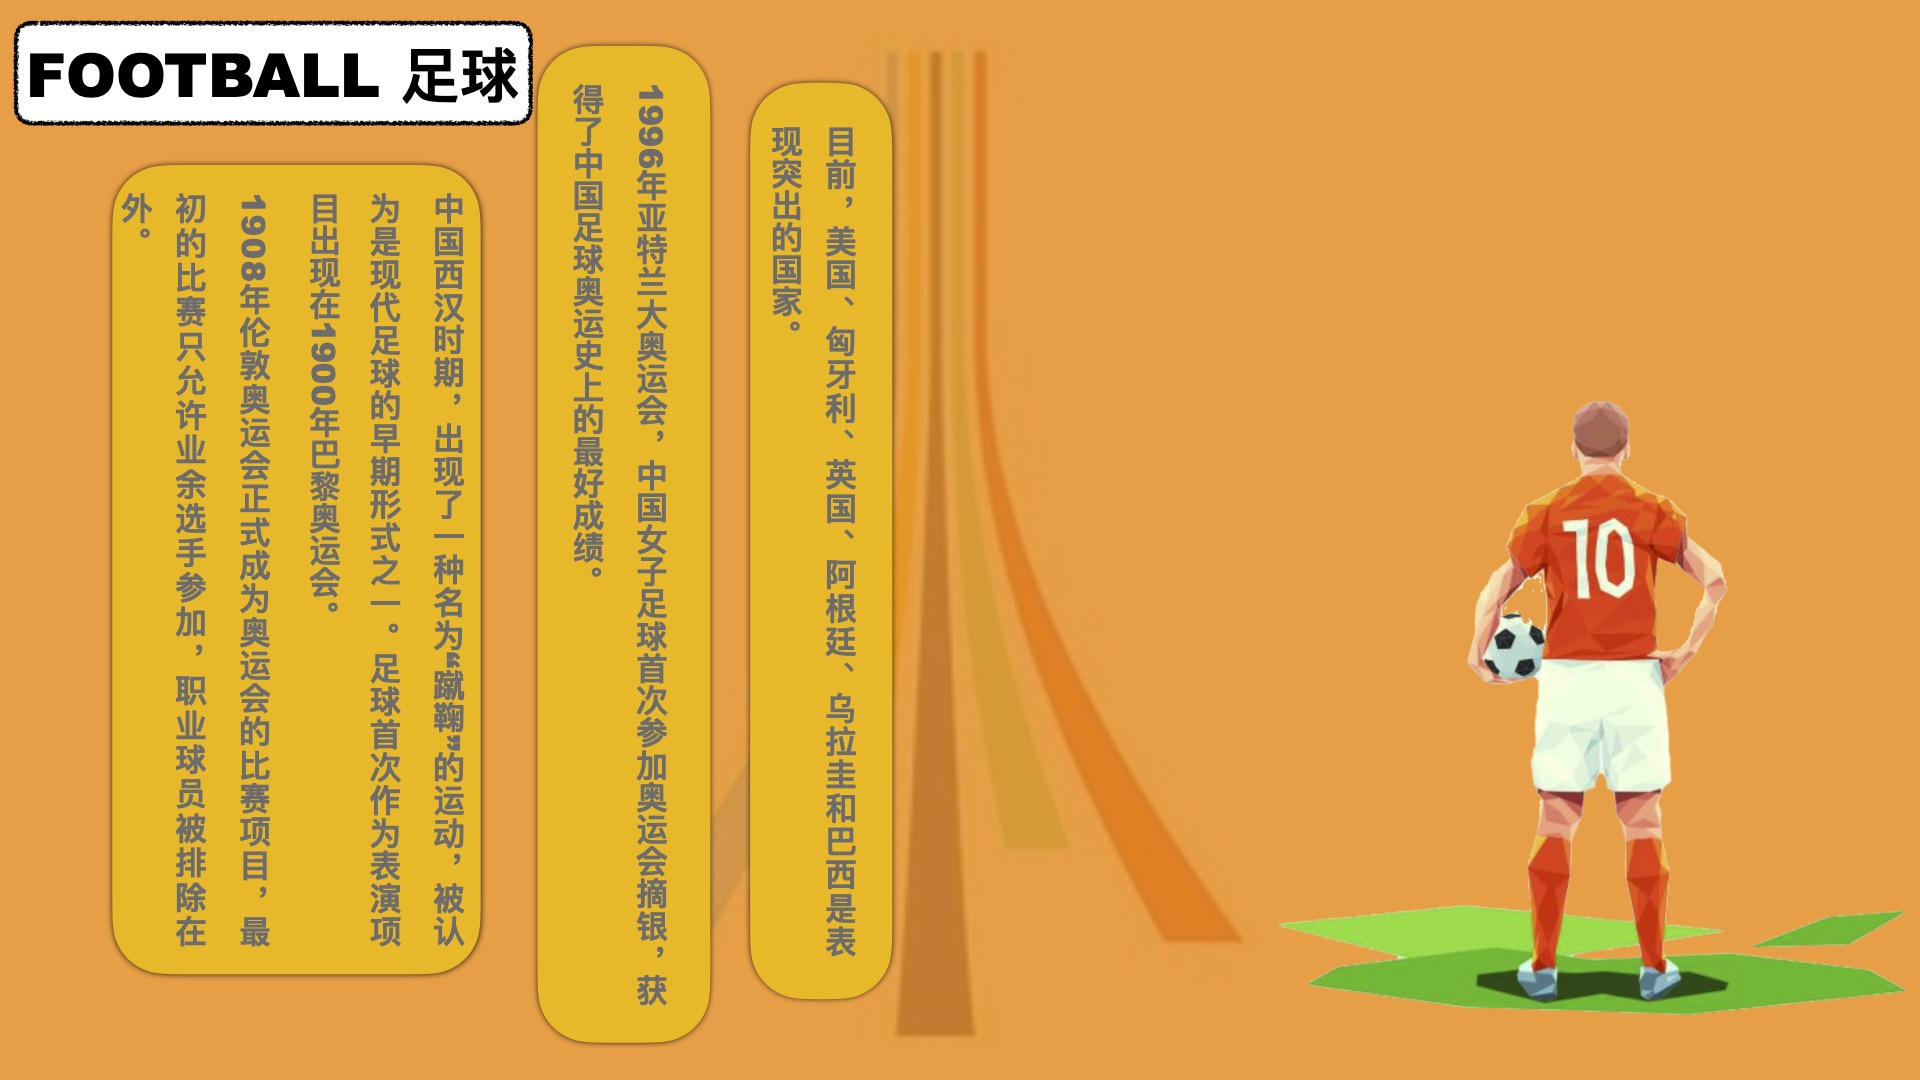 FOOTBALL 足球
中国西汉时期，出现了一种名为“蹴鞠”的运动，被认
为是现代足球的早期形式之一。足球首次作为表演项
目出现在1900年巴黎奥运会。
1908年伦敦奥运会正式成为奥运会的比赛项目，最
初的比赛只允许业余选手参加，职业球员被排除在
外。
1996年亚特兰大奥运会，中国女子足球首次参加奥运会摘银，获
得了中国足球奥运史上的最好成绩。
目前，美国、匈牙利、英国、阿根廷、乌拉圭和巴西是表
现突出的国家。
10